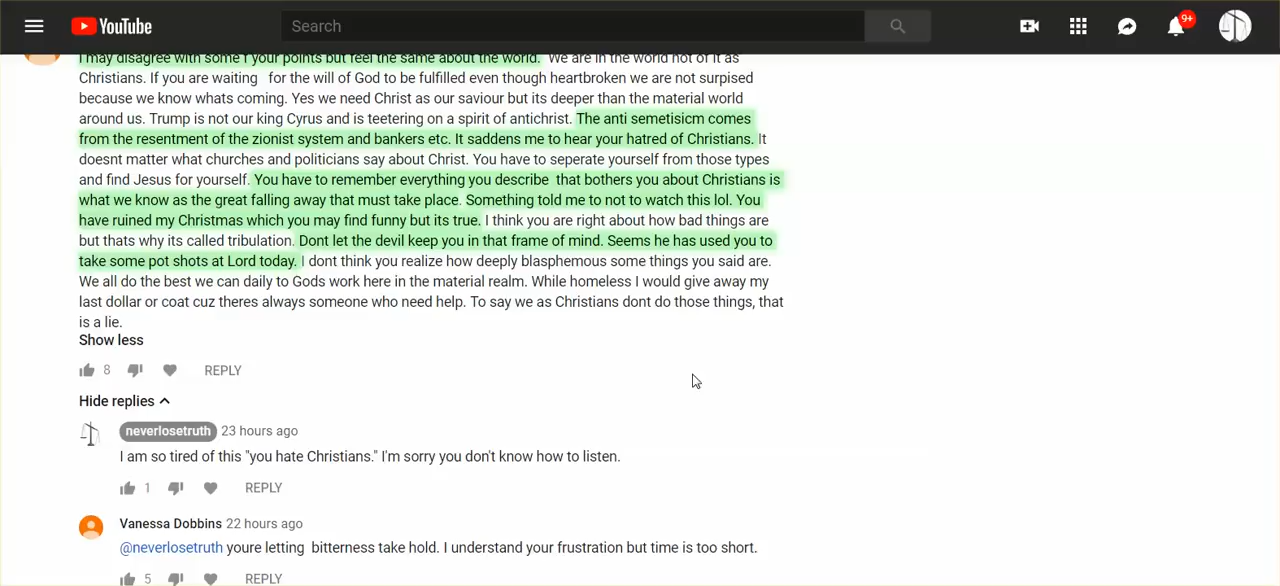 YouTube
Search
9+
I may disagree with some f your points but feel the same about the world. We are in the world not of it as
Christians. If you are waiting for the will of God to be fulfilled even though heartbroken we are not surpised
because we know whats coming. Yes we need Christ as our saviour but its deeper than the material world
around us. Trump is not our king Cyrus and is teetering on a spirit of antichrist. The anti semetisicm comes
from the resentment of the zionist system and bankers etc. It saddens me to hear your hatred of Christians. It
doesnt matter what churches and politicians say about Christ. You have to seperate yourself from those types
and find Jesus for yourself. You have to remember everything you describe that bothers you about Christians is
what we know as the great falling away that must take place. Something told me to not to watch this lol. You
have ruined my Christmas which you may find funny but its true. I think you are right about how bad things are
but thats why its called tribulation. Dont let the devil keep you in that frame of mind. Seems he has used you to
take some pot shots at Lord today. I dont think you realize how deeply blasphemous some things you said are.
We all do the best we can daily to Gods work here in the material realm. While homeless I would give away my
last dollar or coat cuz theres always someone who need help. To say we as Christians dont do those things, that
is a lie.
Show less
8 REPLY
Hide replies
neverlosetruth 23 hours ago
I am so tired of this "you hate Christians." I'm sorry you don't know how to listen.
1 REPLY
Vanessa Dobbins 22 hours ago
@neverlosetruth youre letting bitterness take hold. I understand your frustration but time is too short.
5 REPLY